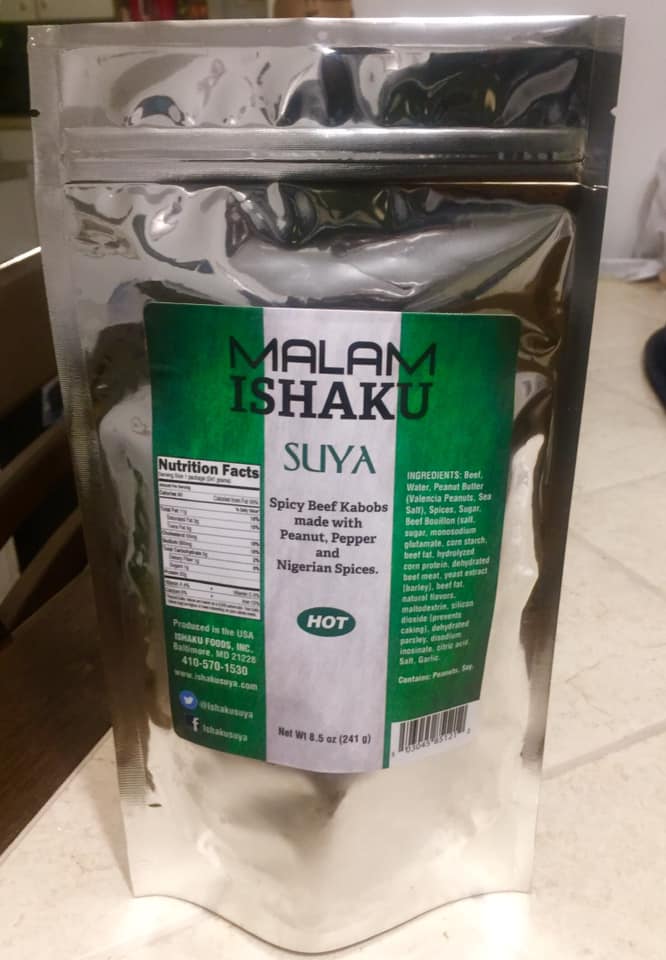 MALAM
ISHAKU
SUYA
Spicy Beef Kabobs
made with
Peanut, Pepper
and
Nigerian Spices.
HOT
Net Wt 8.5 oz (241 g)
Nutrition Facts
Produced in the USA
ISHAKU FOODS, INC.
Baltimore, MD 21228
410-570-1530
www.ishakusuya.com
@Ishakusuya
f Ishakusuya
INGREDIENTS: Beef,
Water, Peanut Butter
(Valencia Peanuts, Sea
Salt), Spices, Sugar,
Beef Bouillon (salt,
sugar, monosodium
glutamate, corn starch,
beef fat, hydrolyzed
corn protein, dehydrated
beef meat, yeast extract
(barley), beef fat,
natural flavors,
maltodextrin, silicon
dioxide (prevents
caking), dehydrated
parsley, disodium
inosinate, citric acid,
Salt, Garlic.
Contains: Peanuts, Soy.